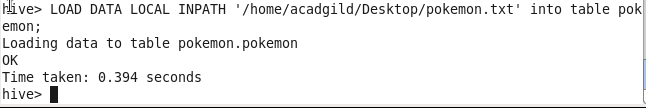 hive> LOAD DATA LOCAL INPATH '/home/acadgild/Desktop/pokemon.txt' into table pok
emon;
Loading data to table pokemon.pokemon
OK
Time taken: 0.394 seconds
hive>